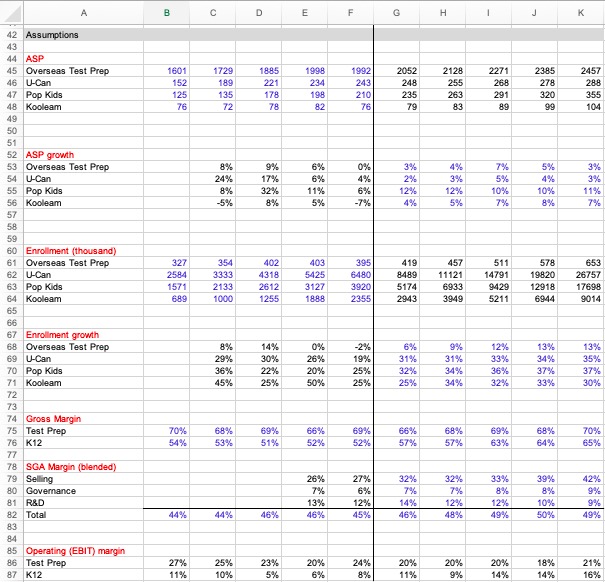 A B C D E F G H I J K
42 Assumptions
43
44 ASP
45 Overseas Test Prep 1601 1729 1885 1998 1992 2052 2128 2271 2385 2457
46 U-Can 152 189 221 234 243 248 255 268 278 288
47 Pop Kids 125 135 178 198 210 235 263 291 320 355
48 Koolearn 76 72 78 82 76 79 83 89 99 104
49
50
51
52 ASP growth
53 Overseas Test Prep 8% 9% 6% 0% 3% 4% 7% 5% 3%
54 U-Can 24% 17% 6% 4% 2% 3% 5% 4% 3%
55 Pop Kids 8% 32% 11% 6% 12% 12% 10% 10% 11%
56 Koolearn -5% 8% 5% -7% 4% 5% 7% 8% 7%
57
58
59
60 Enrollment (thousand)
61 Overseas Test Prep 327 354 402 403 395 419 457 511 578 653
62 U-Can 2584 3333 4318 5425 6480 8489 11121 14791 19820 26757
63 Pop Kids 1571 2133 2612 3127 3920 5174 6933 9429 12918 17698
64 Koolearn 689 1000 1255 1888 2355 2943 3949 5211 6944 9014
65
66
67 Enrollment growth
68 Overseas Test Prep 8% 14% 0% -2% 6% 9% 12% 13% 13%
69 U-Can 29% 30% 26% 19% 31% 31% 33% 34% 35%
70 Pop Kids 36% 22% 20% 25% 32% 34% 36% 37% 37%
71 Koolearn 45% 25% 50% 25% 25% 34% 32% 33% 30%
72
73
74 Gross Margin
75 Test Prep 70% 68% 69% 66% 69% 66% 68% 69% 68% 70%
76 K12 54% 53% 51% 52% 52% 57% 57% 63% 64% 65%
77
78 SGA Margin (blended)
79 Selling 26% 27% 32% 32% 33% 39% 42%
80 Governance 7% 6% 7% 7% 8% 8% 9%
81 R&D 13% 12% 14% 12% 12% 10% 9%
82 Total 44% 44% 46% 46% 45% 46% 48% 49% 50% 49%
83
84
85 Operating (EBIT) margin
86 Test Prep 27% 25% 23% 20% 24% 20% 20% 20% 18% 21%
87 K12 11% 10% 5% 6% 8% 11% 9% 14% 14% 16%